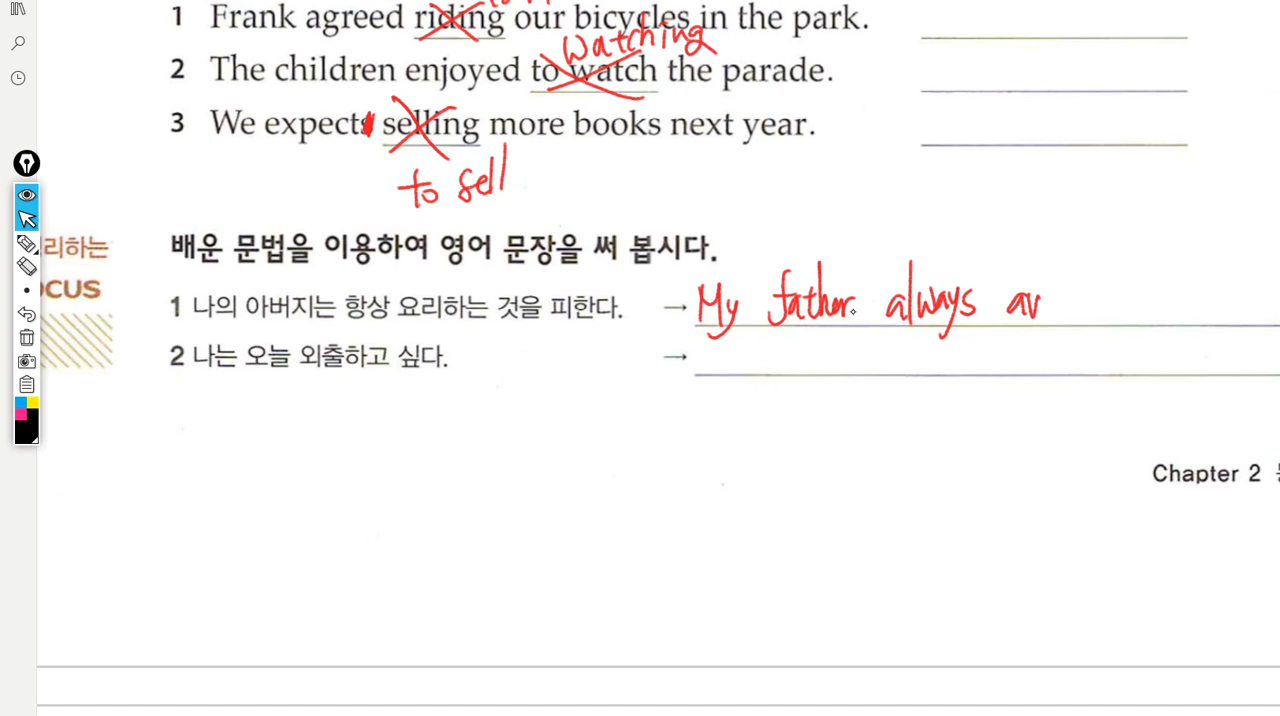 1 Frank agreed riding our bicycles in the park.
watching
2 The children enjoyed to watch the parade.
3 We expect selling more books next year.
to sell
리하는
OCUS
배운 문법을 이용하여 영어 문장을 써 봅시다.
1 나의 아버지는 항상 요리하는 것을 피한다. → My father always av
2 나는 오늘 외출하고 싶다. →
Chapter 2